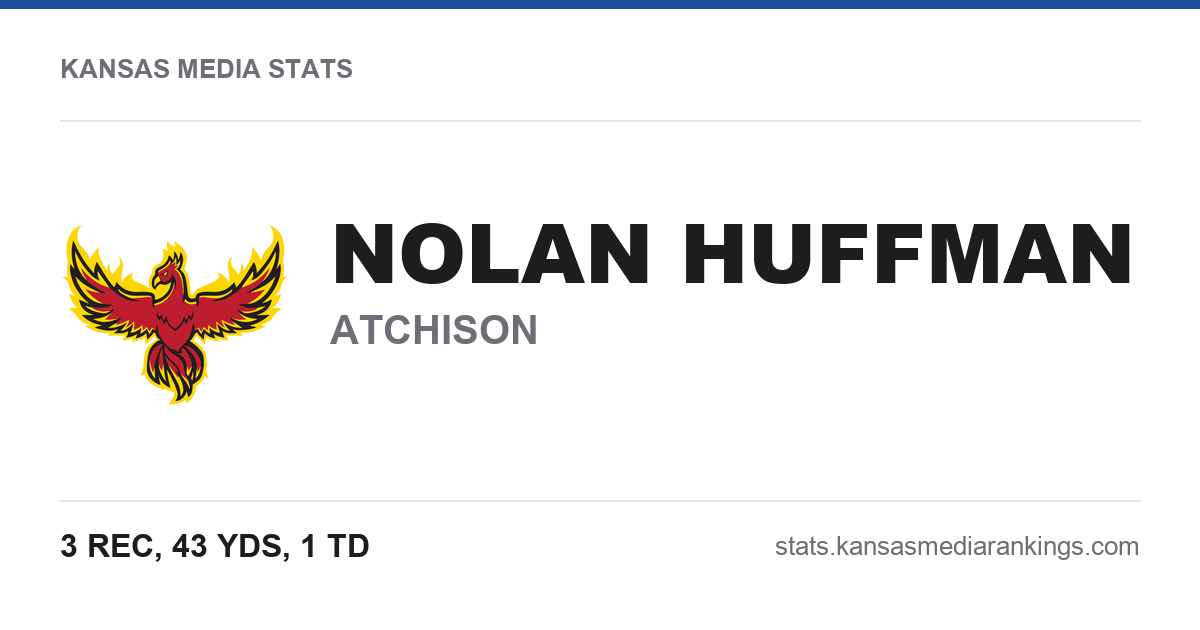 KANSAS MEDIA STATS
NOLAN HUFFMAN
ATCHISON
3 REC, 43 YDS, 1 TD
stats.kansasmediarankings.com